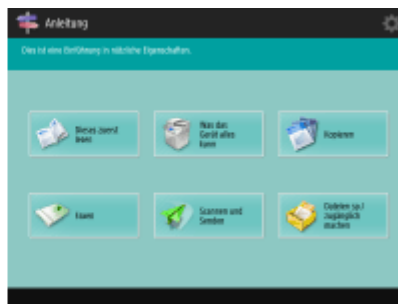 Anleitung
Dies ist eine Einführung in nützliche Eigenschaften.
Dieses zuerst
lesen
Was das
Gerät alles
kann
Kopieren
Faxen
Scannen und
Senden
Dateien sp./
zugänglich
machen